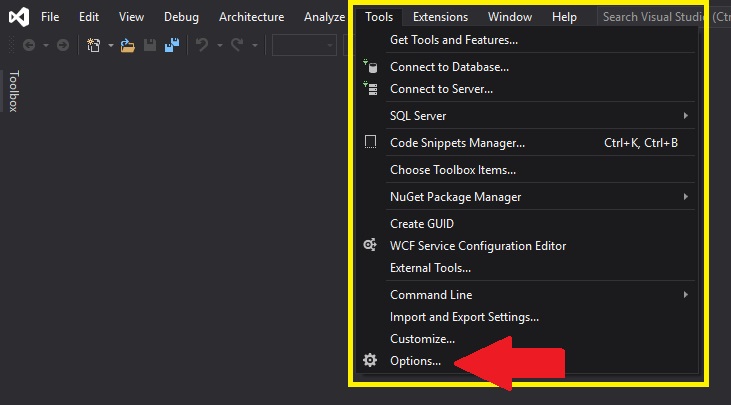 File Edit View Debug Architecture Analyze Tools Extensions Window Help Search Visual Studi (Ctr
Toolbox
Get Tools and Features...
Connect to Database...
Connect to Server...
SQL Server
Code Snippets Manager... Ctrl+K, Ctrl+B
Choose Toolbox Items...
NuGet Package Manager
Create GUID
WCF Service Configuration Editor
External Tools...
Command Line
Import and Export Settings...
Customize...
Options...